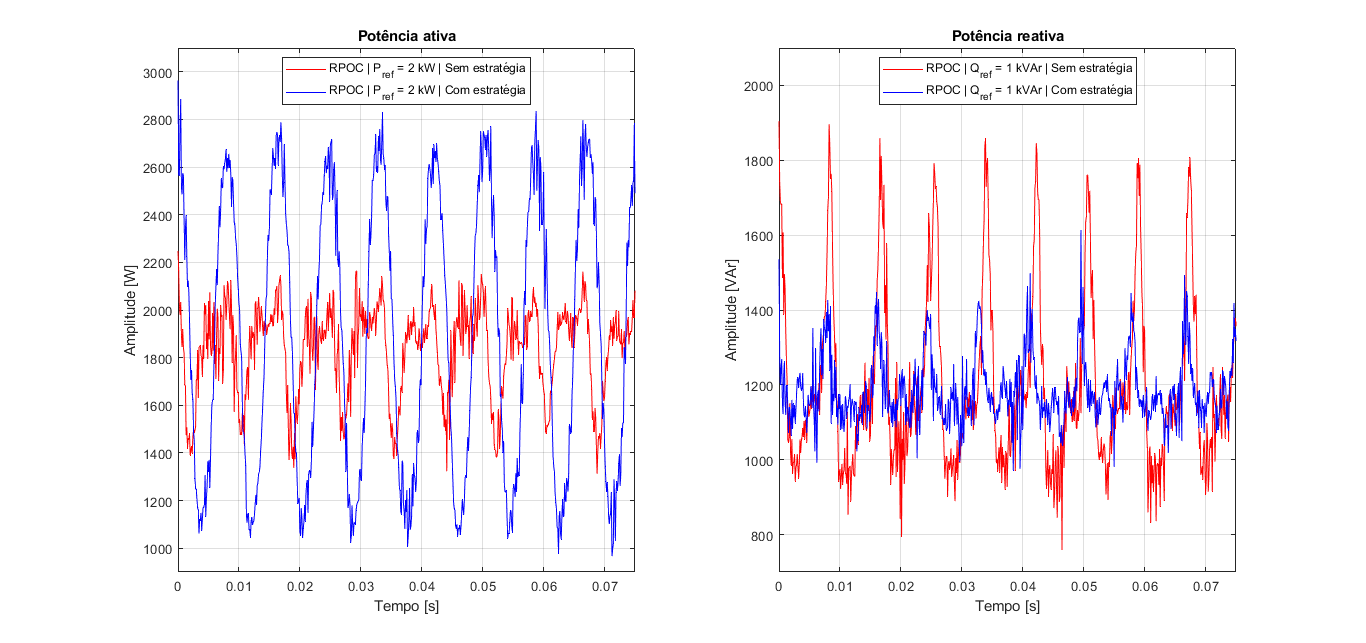 Potência ativa
RPOC | P_ref = 2 kW | Sem estratégia
RPOC | P_ref = 2 kW | Com estratégia
3000
2800
2600
2400
2200
2000
1800
1600
1400
1200
1000
Amplitude [W]
0 0.01 0.02 0.03 0.04 0.05 0.06 0.07
Tempo [s]
Potência reativa
RPOC | Q_ref = 1 kVAr | Sem estratégia
RPOC | Q_ref = 1 kVAr | Com estratégia
2000
1800
1600
1400
1200
1000
800
Amplitude [VAr]
0 0.01 0.02 0.03 0.04 0.05 0.06 0.07
Tempo [s]